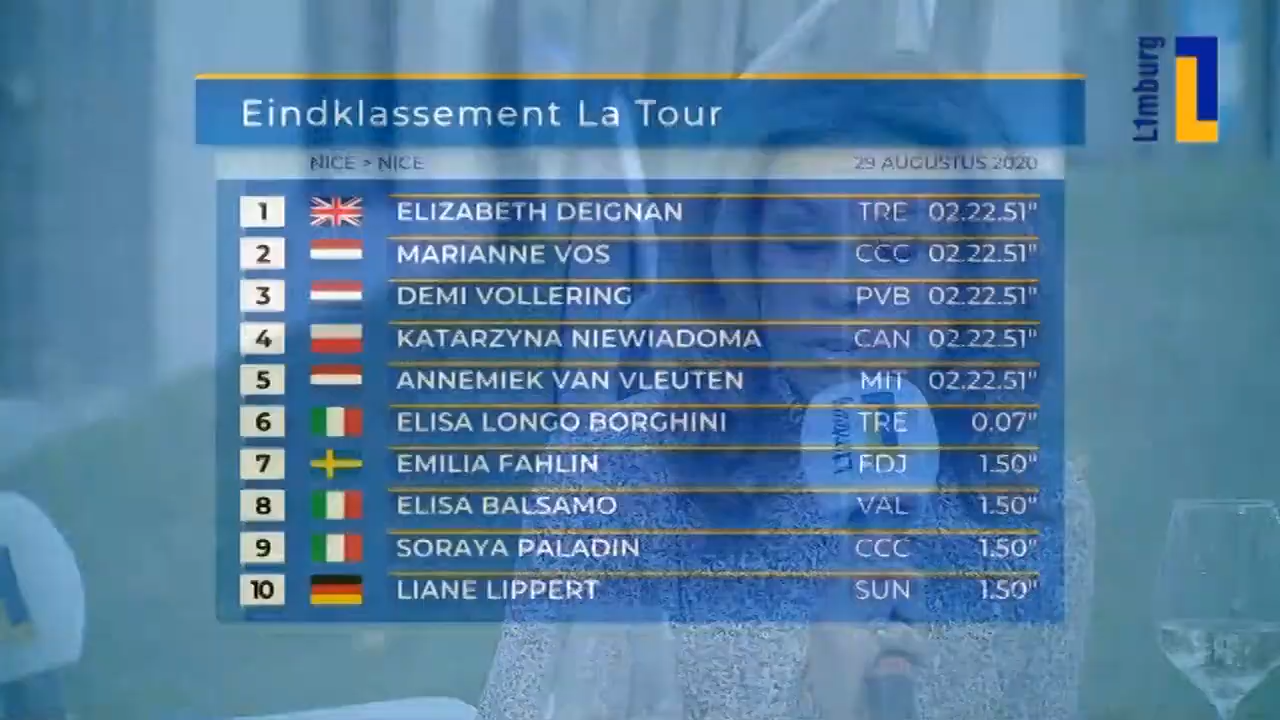 L1mburg
Eindklassement La Tour
NICE > NICE 29 AUGUSTUS 2020
1 ELIZABETH DEIGNAN TRE 02.22.51"
2 MARIANNE VOS CCC 02.22.51"
3 DEMI VOLLERING PVB 02.22.51"
4 KATARZYNA NIEWIADOMA CAN 02.22.51"
5 ANNEMIEK VAN VLEUTEN MIT 02.22.51"
6 ELISA LONGO BORGHINI TRE 0.07"
7 EMILIA FAHLIN FDJ 1.50"
8 ELISA BALSAMO VAL 1.50"
9 SORAYA PALADIN CCC 1.50"
10 LIANE LIPPERT SUN 1.50"
L1mburg